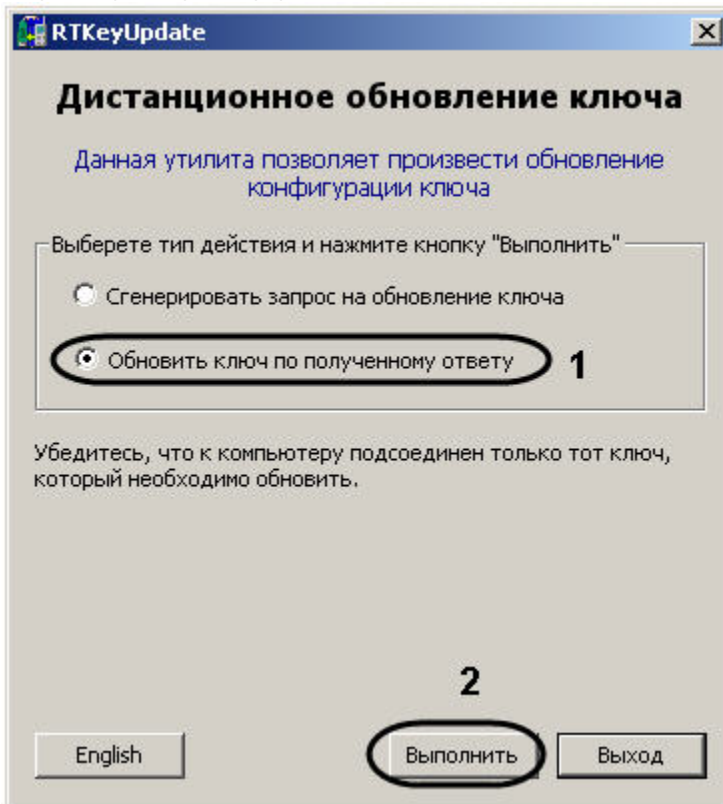 RTKeyUpdate
Дистанционное обновление ключа
Данная утилита позволяет произвести обновление
конфигурации ключа
Выберете тип действия и нажмите кнопку "Выполнить"
Сгенерировать запрос на обновление ключа
Обновить ключ по полученному ответу 1
Убедитесь, что к компьютеру подсоединен только тот ключ,
который необходимо обновить.
2
English Выполнить Выход